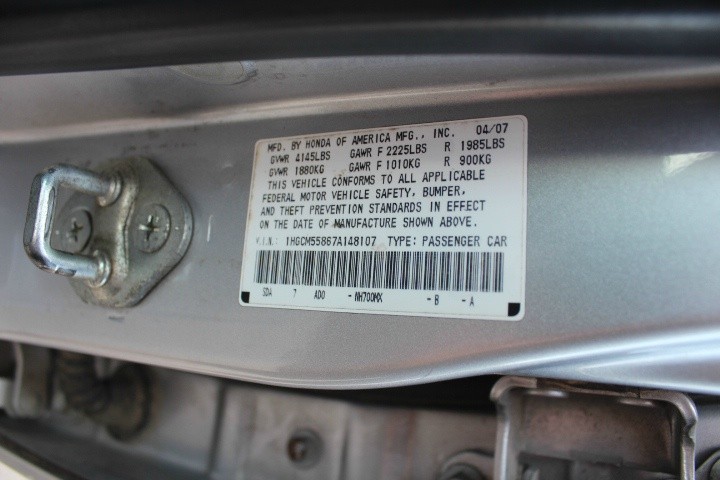 MFD. BY HONDA OF AMERICA MFG., INC. 04/07
GVWR 4145LBS GAWR F 2225LBS R 1985LBS
GVWR 1880KG GAWR F 1010KG R 900KG
THIS VEHICLE CONFORMS TO ALL APPLICABLE
FEDERAL MOTOR VEHICLE SAFETY, BUMPER,
AND THEFT PREVENTION STANDARDS IN EFFECT
ON THE DATE OF MANUFACTURE SHOWN ABOVE.
V.I.N.: 1HGCM55867A148107 TYPE: PASSENGER CAR
SDA 7 AD0 -NH700MX -B -A